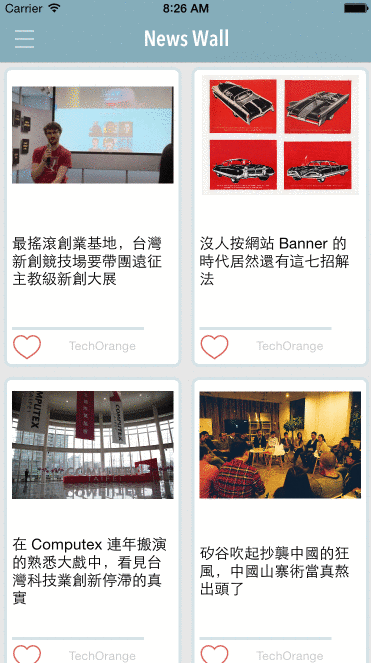 Carrier 8:26 AM
News Wall
最搖滾創業基地，台灣
新創競技場要帶團遠征
主教級新創大展
TechOrange
沒人按網站 Banner 的
時代居然還有這七招解
法
TechOrange
COMPUTEX
COMPUTEX
TAIPEI
在 Computex 連年搬演
的熟悉大戲中，看見台
灣科技業創新停滯的真
實
TechOrange
矽谷吹起抄襲中國的狂
風，中國山寨術當真熬
出頭了
TechOrange